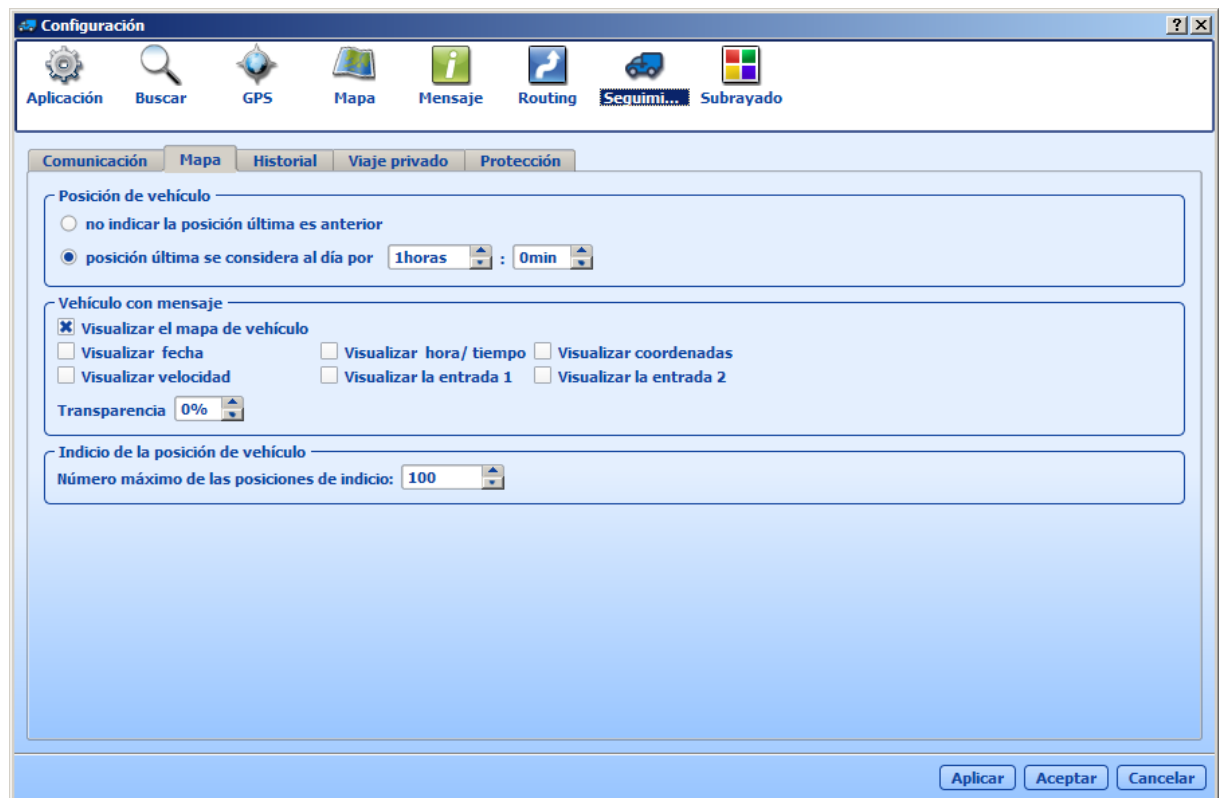 Configuración
Aplicación Buscar GPS Mapa Mensaje Routing Seguimi... Subrayado
Comunicación Mapa Historial Viaje privado Protección
Posición de vehículo
no indicar la posición última es anterior
posición última se considera al día por 1horas : 0min
Vehículo con mensaje
Visualizar el mapa de vehículo
Visualizar fecha Visualizar hora/ tiempo Visualizar coordenadas
Visualizar velocidad Visualizar la entrada 1 Visualizar la entrada 2
Transparencia 0%
Indicio de la posición de vehículo
Número máximo de las posiciones de indicio: 100
Aplicar Aceptar Cancelar